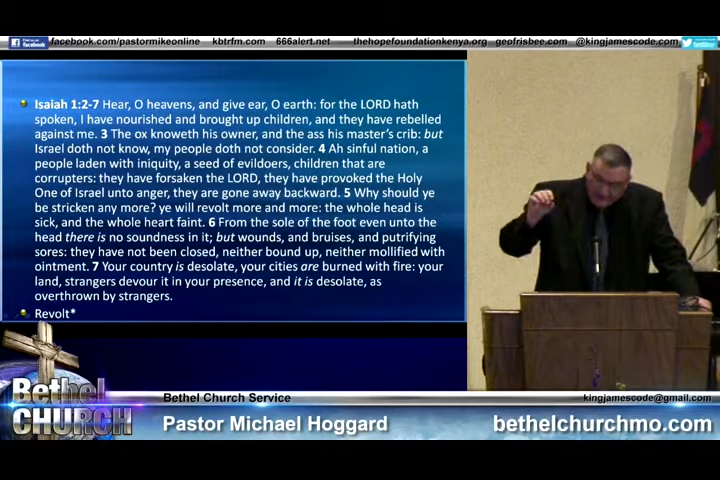 facebook.com/pastormikeonline kbtrfm.com 666alert.net thehopefoundationkenya.org geofrisbee.com @kingjamescode.com
Isaiah 1:2-7 Hear, O heavens, and give ear, O earth: for the LORD hath
spoken, I have nourished and brought up children, and they have rebelled
against me. 3 The ox knoweth his owner, and the ass his master's crib: but
Israel doth not know, my people doth not consider. 4 Ah sinful nation, a
people laden with iniquity, a seed of evildoers, children that are
corrupters: they have forsaken the LORD, they have provoked the Holy
One of Israel unto anger, they are gone away backward. 5 Why should ye
be stricken any more? ye will revolt more and more: the whole head is
sick, and the whole heart faint. 6 From the sole of the foot even unto the
head there is no soundness in it; but wounds, and bruises, and putrifying
sores: they have not been closed, neither bound up, neither mollified with
ointment. 7 Your country is desolate, your cities are burned with fire: your
land, strangers devour it in your presence, and it is desolate, as
overthrown by strangers.
Revolt*
Bethel
CHURCH
Bethel Church Service
kingjamescode@gmail.com
Pastor Michael Hoggard
bethelchurchmo.com